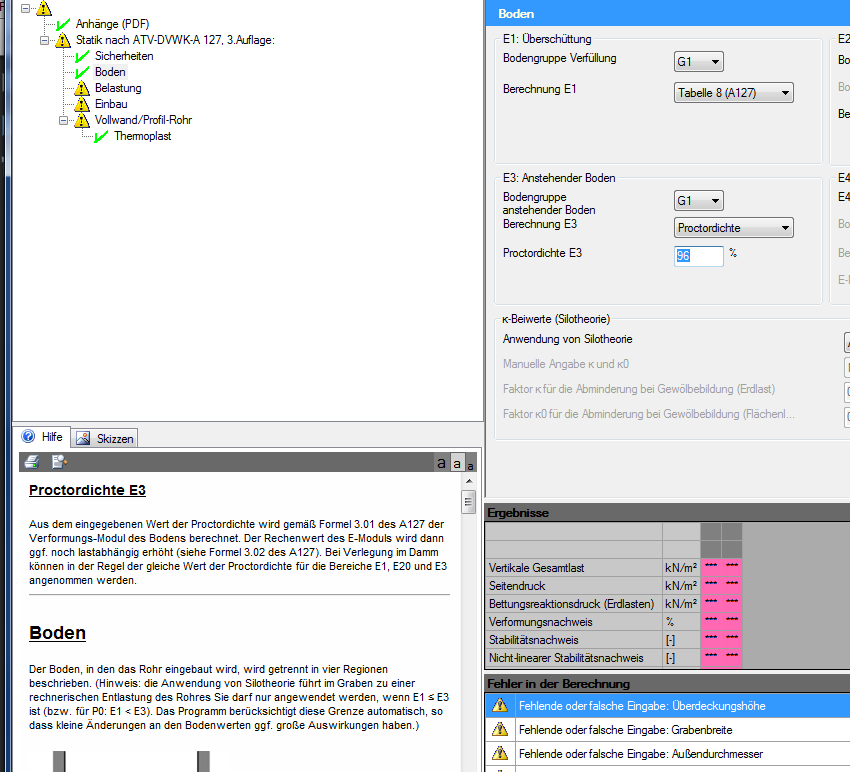 Anhänge (PDF)
Statik nach ATV-DVWK-A 127, 3.Auflage:
Sicherheiten
Boden
Belastung
Einbau
Vollwand/Profil-Rohr
Thermoplast
Hilfe
Skizzen
a a a
Proctordichte E3
Aus dem eingegebenen Wert der Proctordichte wird gemäß Formel 3.01 des A127 der
Verformungs-Modul des Bodens berechnet. Der Rechenwert des E-Moduls wird dann
ggf. noch lastabhängig erhöht (siehe Formel 3.02 des A127). Bei Verlegung im Damm
können in der Regel der gleiche Wert der Proctordichte für die Bereiche E1, E20 und E3
angenommen werden.
Boden
Der Boden, in den das Rohr eingebaut wird, wird getrennt in vier Regionen
beschrieben. (Hinweis: die Anwendung von Silotheorie führt im Graben zu einer
rechnerischen Entlastung des Rohres Sie darf nur angewendet werden, wenn E1 ≤ E3
ist (bzw. für P0: E1 < E3). Das Programm berücksichtigt diese Grenze automatisch, so
dass kleine Änderungen an den Bodenwerten ggf. große Auswirkungen haben.)
Boden
E1: Überschüttung
E2
Bodengruppe Verfüllung
G1
Bo
Bo
Berechnung E1
Tabelle 8 (A127)
Be
E3: Anstehender Boden
E4
Bodengruppe
anstehender Boden
G1
E4
Berechnung E3
Proctordichte
Bo
Proctordichte E3
96
%
Be
E-I
κ-Beiwerte (Silotheorie)
Anwendung von Silotheorie
Manuelle Angabe κ und κ0
Faktor κ für die Abminderung bei Gewölbebildung (Erdlast)
Faktor κ0 für die Abminderung bei Gewölbebildung (Flächenl...
Ergebnisse
Vertikale Gesamtlast kN/m² *** ***
Seitendruck kN/m² *** ***
Bettungsreaktionsdruck (Erdlasten) kN/m² *** ***
Verformungsnachweis % *** ***
Stabilitätsnachweis [-] *** ***
Nicht-linearer Stabilitätsnachweis [-] *** ***
Fehler in der Berechnung
Fehlende oder falsche Eingabe: Überdeckungshöhe
Fehlende oder falsche Eingabe: Grabenbreite
Fehlende oder falsche Eingabe: Außendurchmesser